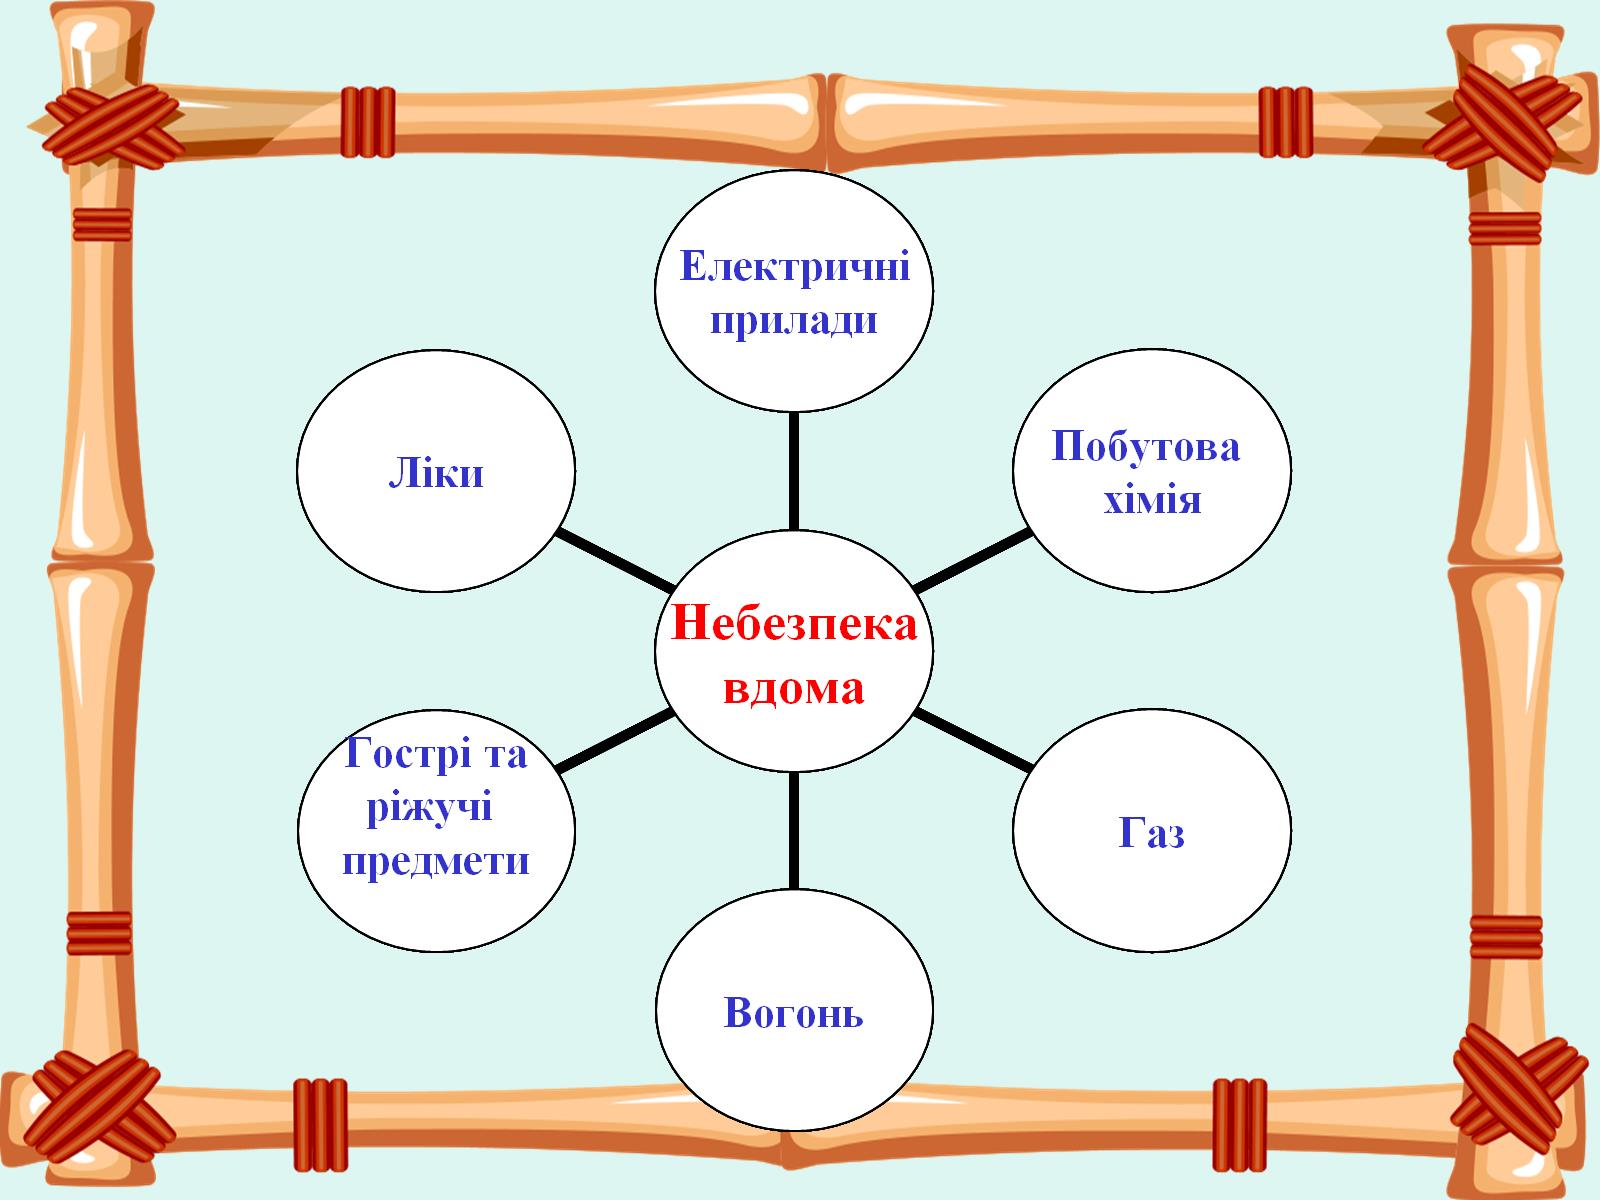 Електричні
прилади
Побутова
хімія
Ліки
Небезпека
вдома
Гострі та
ріжучі
предмети
Газ
Вогонь